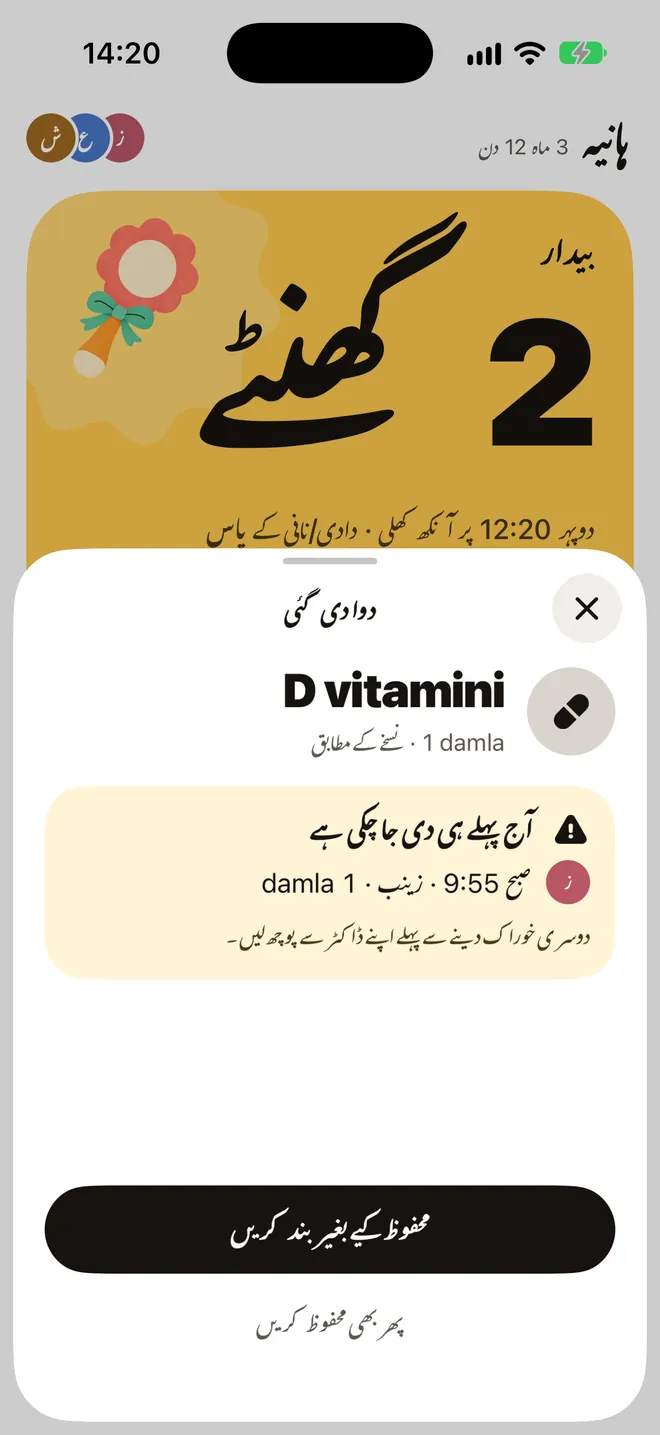 14:20
ہانیہ 3 ماہ 12 دن
ز ع ش
بیدار
2 گھنٹے
دوپہر 12:20 پر آنکھ کھلی · دادی/نانی کے پاس
دوا دی گئی
D vitamini
1 damla · نسخے کے مطابق
آج پہلے ہی دی جا چکی ہے
ز صبح 9:55 · زینب · 1 damla
دوسری خوراک دینے سے پہلے اپنے ڈاکٹر سے پوچھ لیں۔
محفوظ کیے بغیر بند کریں
پھر بھی محفوظ کریں